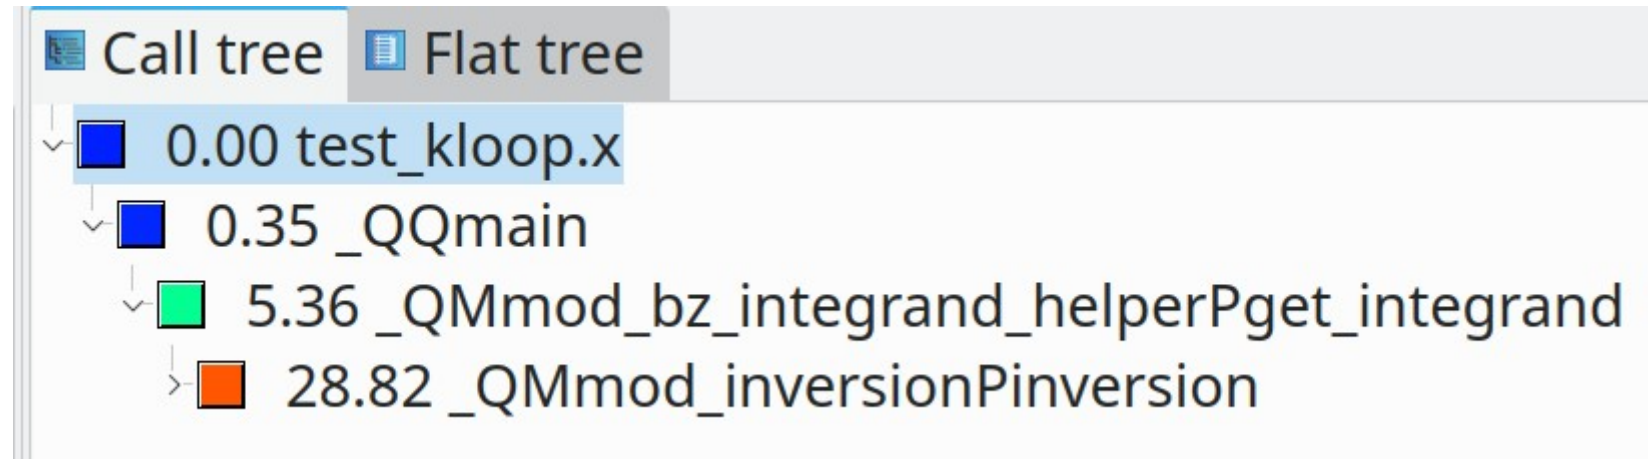 Call tree Flat tree
0.00 test_kloop.x
0.35 _QQmain
5.36 _QMmod_bz_integrand_helperPget_integrand
28.82 _QMmod_inversionPinversion